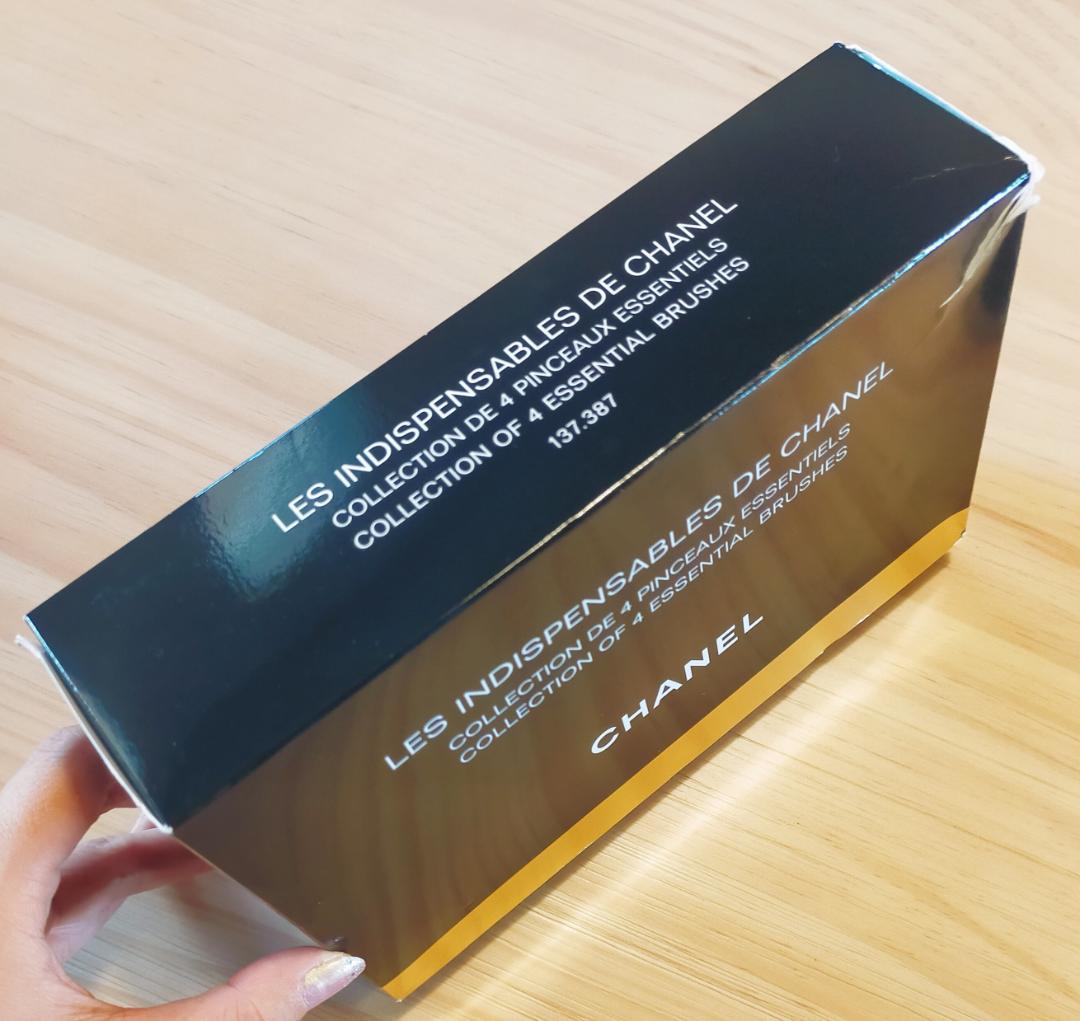 LES INDISPENSABLES DE CHANEL
COLLECTION DE 4 PINCEAUX ESSENTIELS
COLLECTION OF 4 ESSENTIAL BRUSHES
137.387
LES INDISPENSABLES DE CHANEL
COLLECTION DE 4 PINCEAUX ESSENTIELS
COLLECTION OF 4 ESSENTIAL BRUSHES
CHANEL